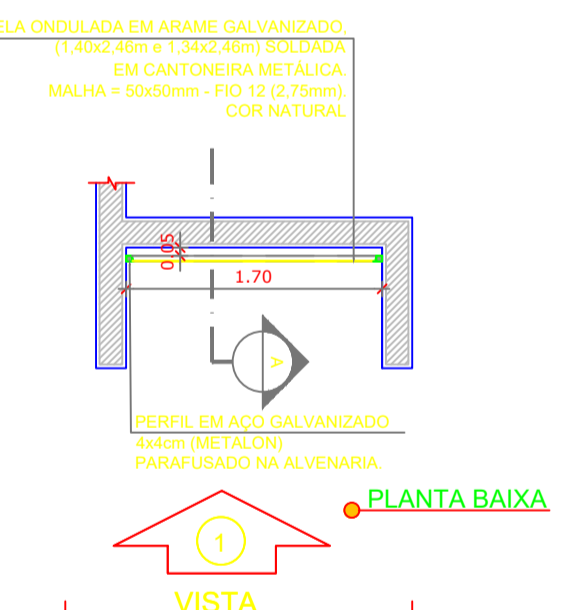 ELA ONDULADA EM ARAME GALVANIZADO,
(1,40x2,46m e 1,34x2,46m) SOLDADA
EM CANTONEIRA METÁLICA.
MALHA = 50x50mm - FIO 12 (2,75mm).
COR NATURAL
0.05
1.70
A
PERFIL EM AÇO GALVANIZADO
4x4cm (METALON)
PARAFUSADO NA ALVENARIA.
PLANTA BAIXA
1
VISTA